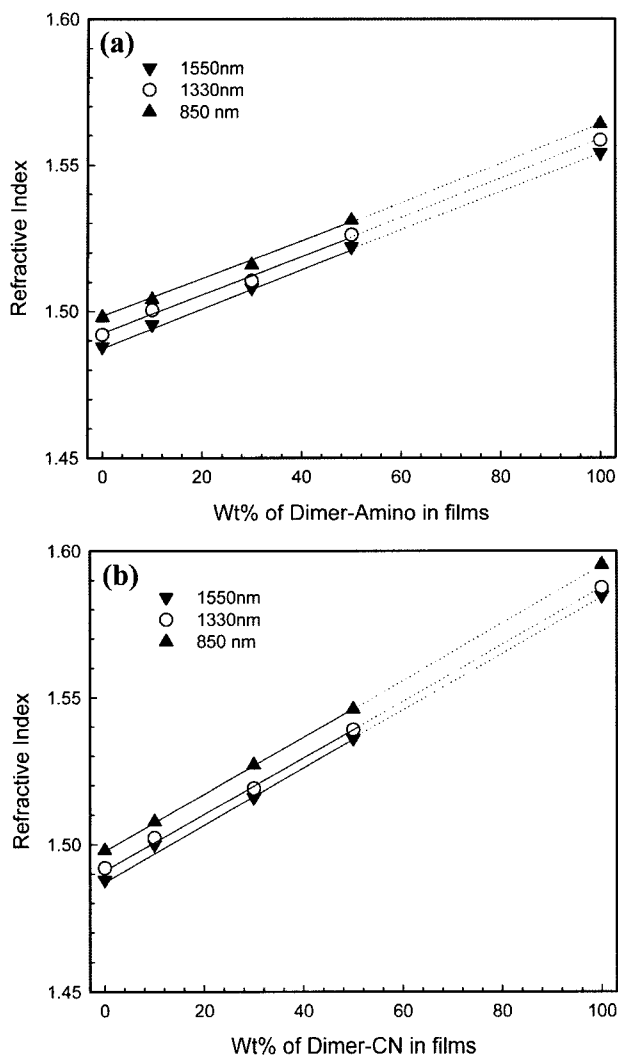 1.60
(a)
1550nm
1330nm
850 nm
1.55
1.50
1.45
Refractive Index
0 20 40 60 80 100
Wt% of Dimer-Amino in films
1.60
(b)
1550nm
1330nm
850 nm
1.55
1.50
1.45
Refractive Index
0 20 40 60 80 100
Wt% of Dimer-CN in films